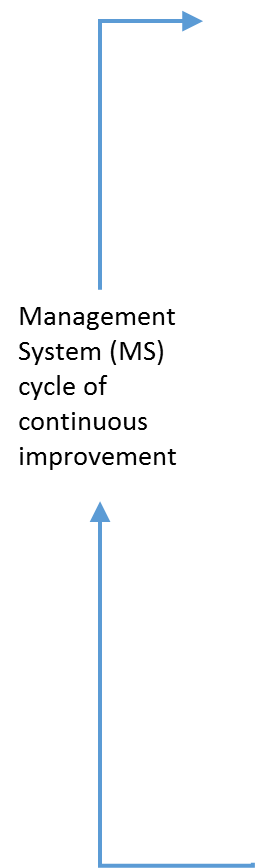 Management
System (MS)
cycle of
continuous
improvement